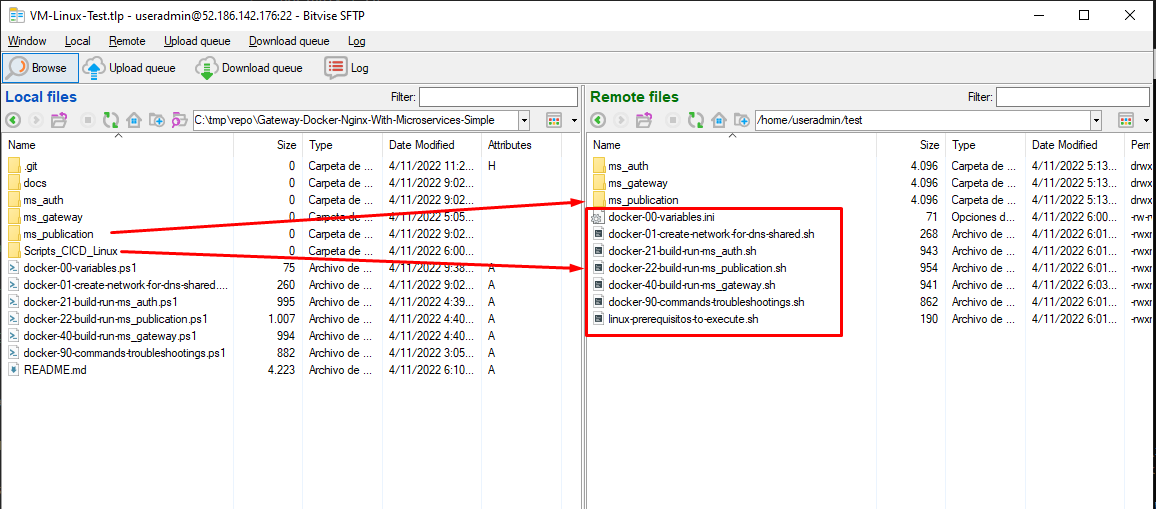 VM-Linux-Test.tlp - useradmin@52.186.142.176:22 - Bitvise SFTP
Window Local Remote Upload queue Download queue Log
Browse Upload queue Download queue Log
Local files Filter:
C:\tmp\repo\Gateway-Docker-Nginx-With-Microservices-Simple
Name Size Type Date Modified Attributes
.git 0 Carpeta de ... 4/11/2022 11:2... H
docs 0 Carpeta de ... 4/11/2022 9:02...
ms_auth 0 Carpeta de ... 4/11/2022 9:02...
ms_gateway 0 Carpeta de ... 4/11/2022 5:05...
ms_publication 0 Carpeta de ... 4/11/2022 9:02...
Scripts_CICD_Linux 0 Carpeta de ... 4/11/2022 6:00...
docker-00-variables.ps1 75 Archivo de ... 4/11/2022 9:38... A
docker-01-create-network-for-dns-shared.... 260 Archivo de ... 4/11/2022 9:02... A
docker-21-build-run-ms_auth.ps1 995 Archivo de ... 4/11/2022 4:39... A
docker-22-build-run-ms_publication.ps1 1.007 Archivo de ... 4/11/2022 4:40... A
docker-40-build-run-ms_gateway.ps1 994 Archivo de ... 4/11/2022 4:40... A
docker-90-commands-troubleshootings.ps1 882 Archivo de ... 4/11/2022 3:05... A
README.md 4.223 Archivo de ... 4/11/2022 6:10... A
Remote files Filter:
/home/useradmin/test
Name Size Type Date Modified Pem
ms_auth 4.096 Carpeta de ... 4/11/2022 5:13... drwx
ms_gateway 4.096 Carpeta de ... 4/11/2022 5:13... drwx
ms_publication 4.096 Carpeta de ... 4/11/2022 5:13... drwx
docker-00-variables.ini 71 Opciones d... 4/11/2022 6:00... -rw-r
docker-01-create-network-for-dns-shared.sh 268 Archivo de ... 4/11/2022 6:01... -rwxr
docker-21-build-run-ms_auth.sh 943 Archivo de ... 4/11/2022 6:01... -rwxr
docker-22-build-run-ms_publication.sh 954 Archivo de ... 4/11/2022 6:01... -rwxr
docker-40-build-run-ms_gateway.sh 941 Archivo de ... 4/11/2022 6:03... -rwxr
docker-90-commands-troubleshootings.sh 862 Archivo de ... 4/11/2022 6:01... -rwxr
linux-prerequisitos-to-execute.sh 190 Archivo de ... 4/11/2022 6:01... -rwxr